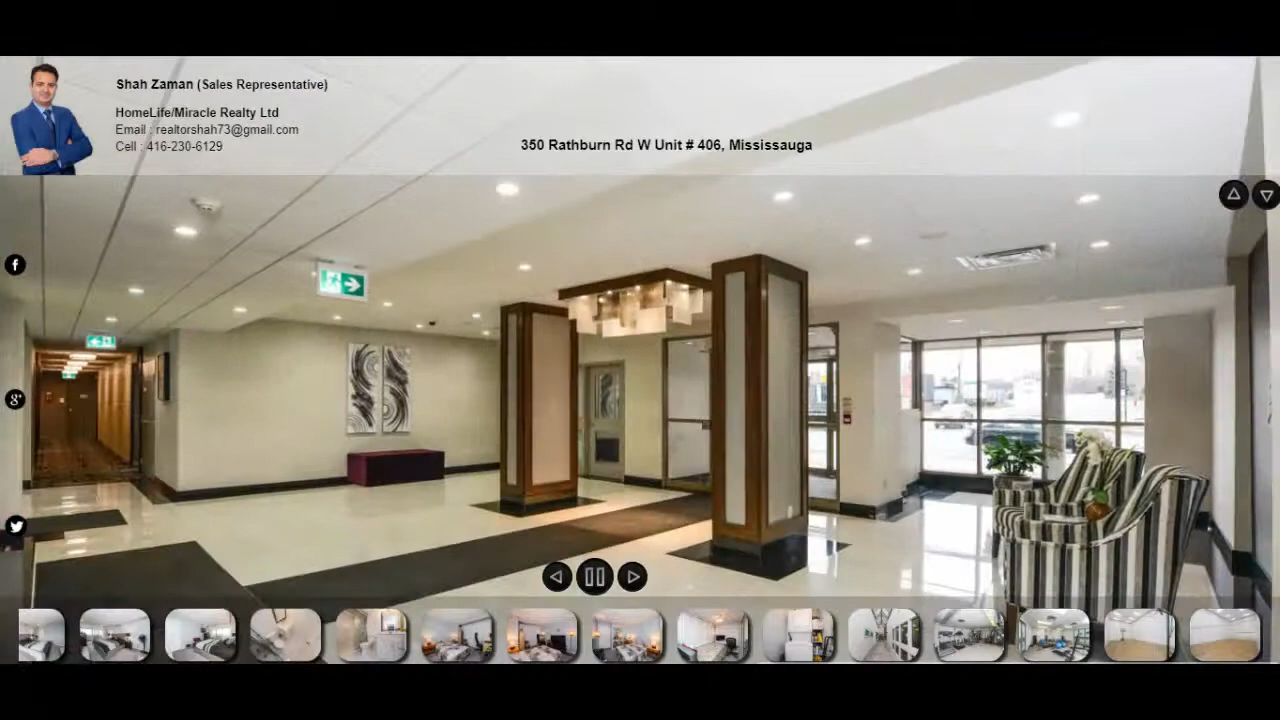 Shah Zaman (Sales Representative)
HomeLife/Miracle Realty Ltd
Email : realtorshah73@gmail.com
Cell : 416-230-6129
350 Rathburn Rd W Unit # 406, Mississauga